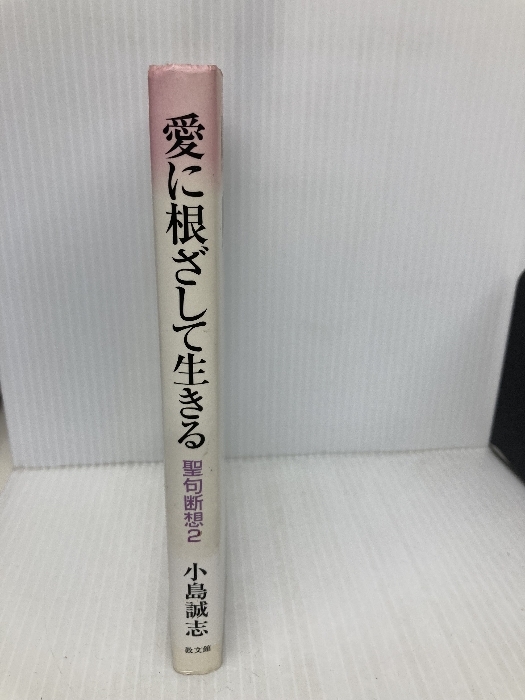 愛に根ざして生きる
聖句断想2
小島誠志
教文館